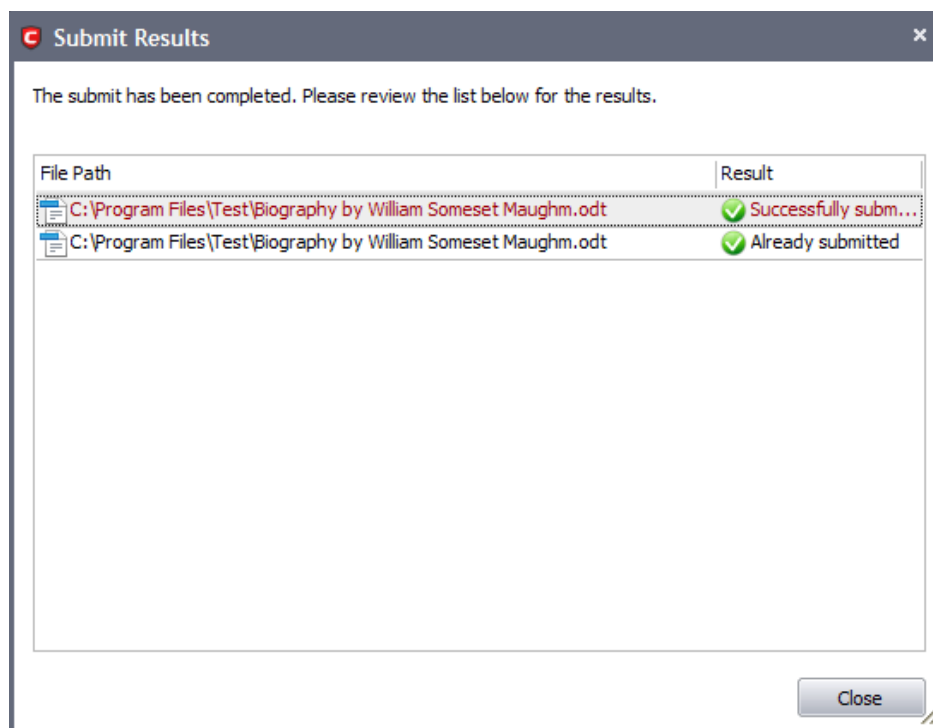 Submit Results
The submit has been completed. Please review the list below for the results.
File Path Result
C:\Program Files\Test\Biography by William Someset Maughm.odt Successfully subm...
C:\Program Files\Test\Biography by William Someset Maughm.odt Already submitted
Close